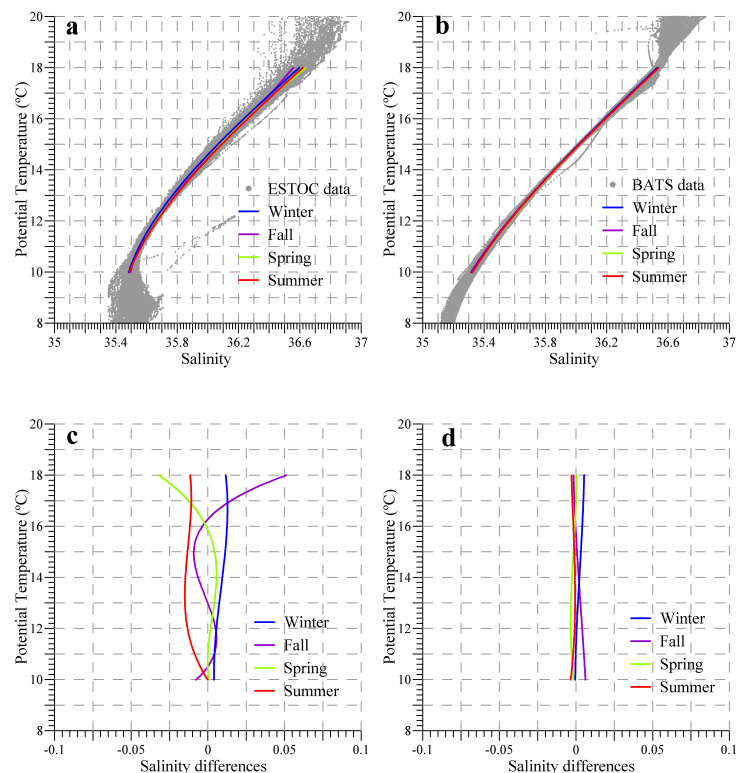 a
20
18
16
14
12
10
8
Potential Temperature (ºC)
ESTOC data
Winter
Fall
Spring
Summer
35 35.4 35.8 36.2 36.6 37
Salinity
b
20
18
16
14
12
10
8
Potential Temperature (ºC)
BATS data
Winter
Fall
Spring
Summer
35 35.4 35.8 36.2 36.6 37
Salinity
c
20
18
16
14
12
10
8
Potential Temperature (ºC)
Winter
Fall
Spring
Summer
-0.1 -0.05 0 0.05 0.1
Salinity differences
d
20
18
16
14
12
10
8
Potential Temperature (ºC)
Winter
Fall
Spring
Summer
-0.1 -0.05 0 0.05 0.1
Salinity differences